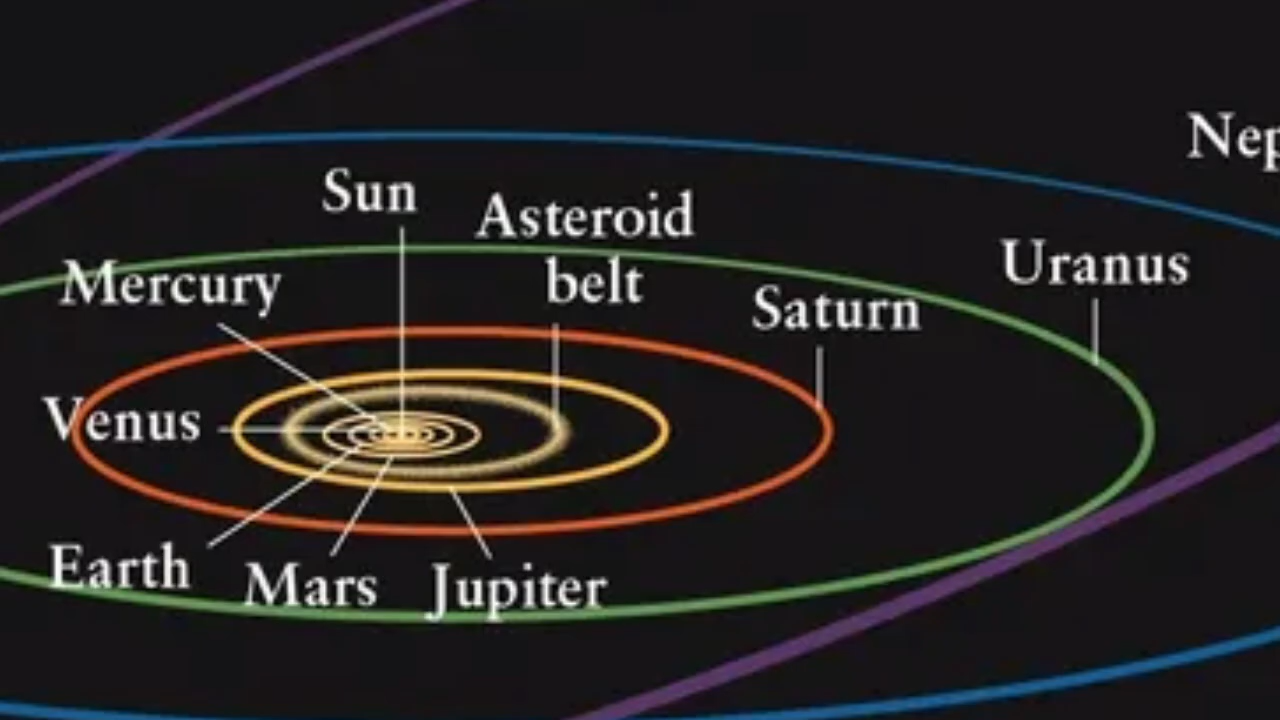 Nep
Sun
Asteroid
belt
Mercury
Uranus
Saturn
Venus
Earth
Mars
Jupiter